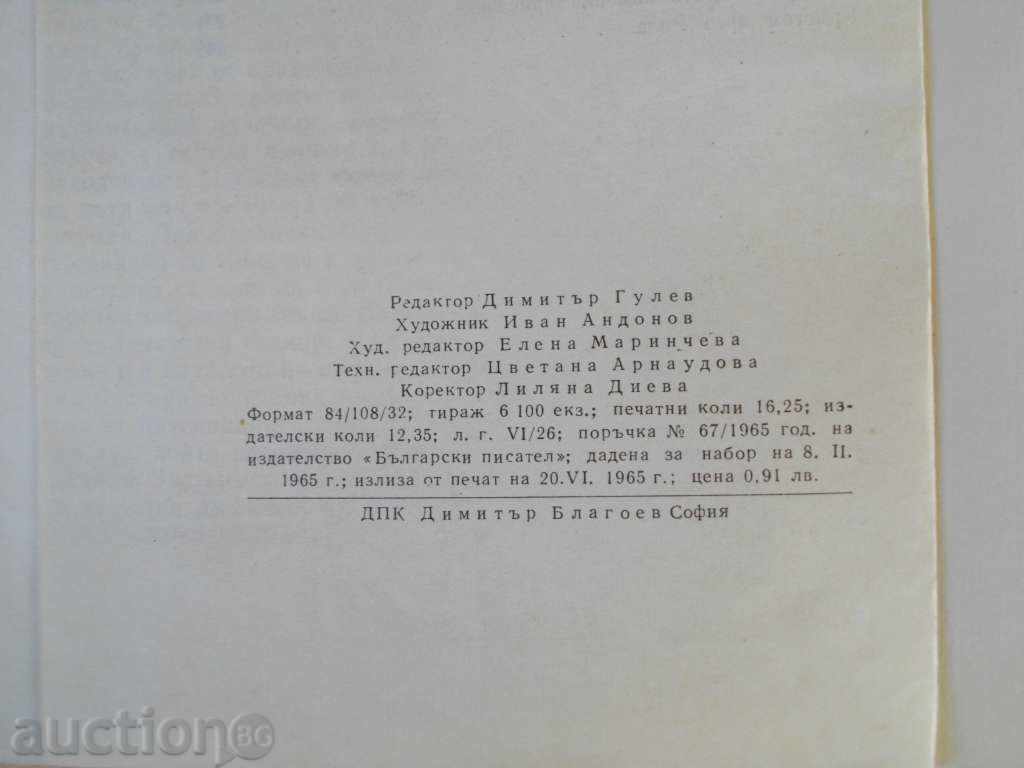 Редактор Димитър Гулев
Художник Иван Андонов
Худ. редактор Елена Маринчева
Техн. редактор Цветана Арнаудова
Коректор Лиляна Диева
Формат 84/108/32; тираж 6 100 екз.; печатни коли 16,25; из-
дателски коли 12,35; л. г. VI/26; поръчка № 67/1965 год. на
издателство «Български писател»; дадена за набор на 8. II.
1965 г.; излиза от печат на 20.VI. 1965 г.; цена 0,91 лв.
ДПК Димитър Благоев София
auction BG